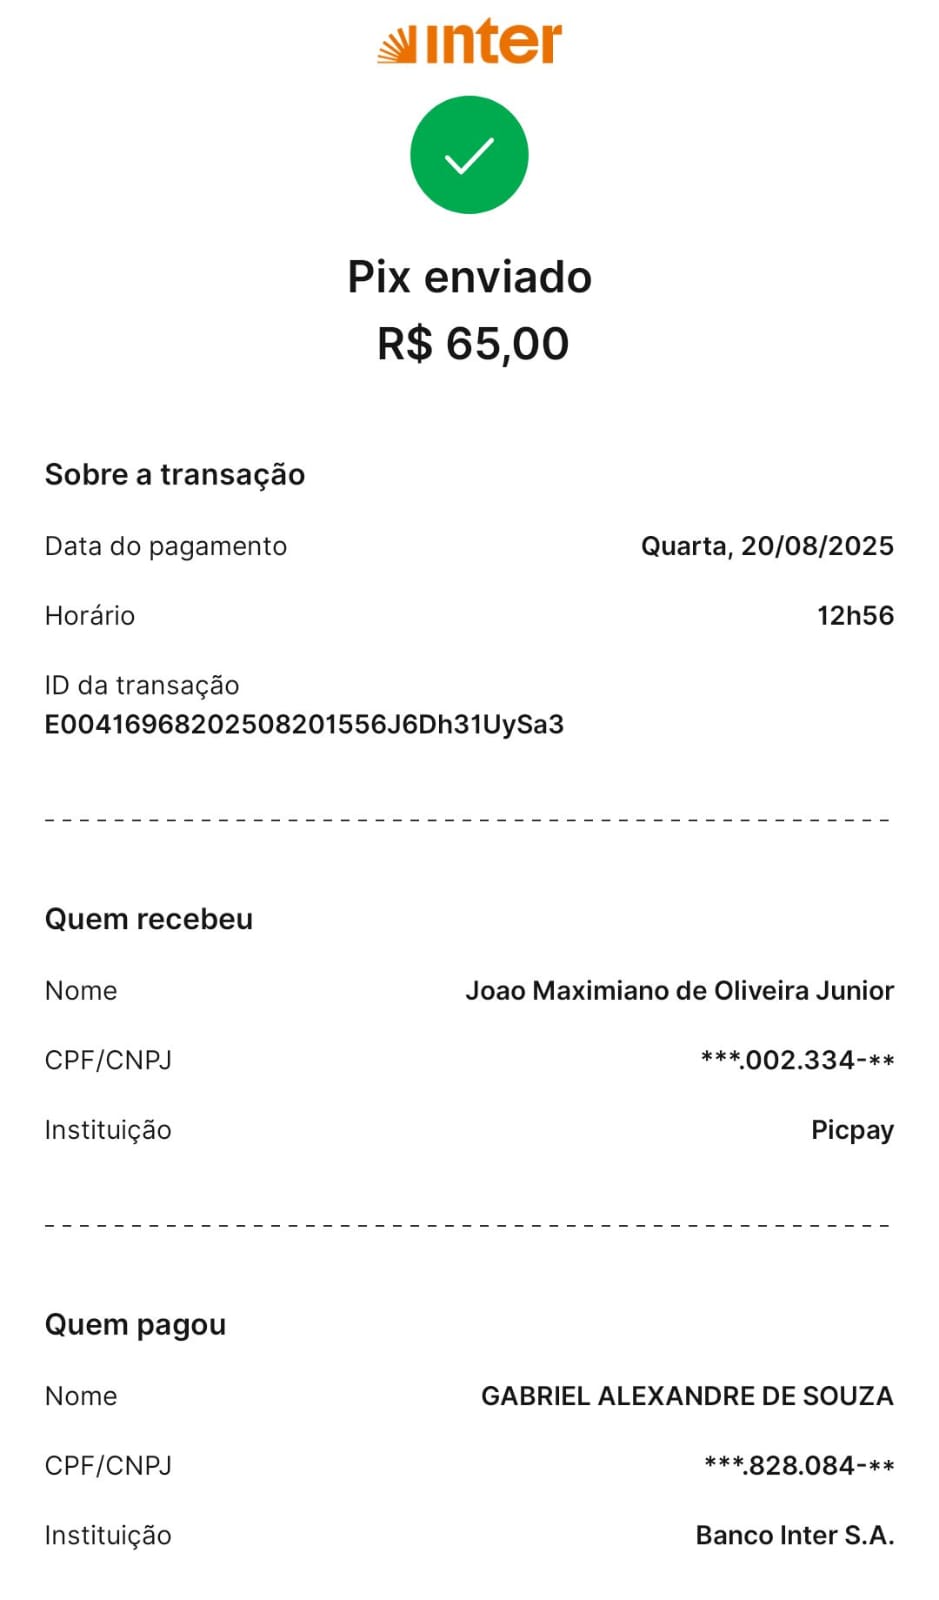 inter
Pix enviado
R$ 65,00
Sobre a transação
Data do pagamento Quarta, 20/08/2025
Horário 12h56
ID da transação
E00416968202508201556J6Dh31UySa3
Quem recebeu
Nome Joao Maximiano de Oliveira Junior
CPF/CNPJ ***.002.334-**
Instituição Picpay
Quem pagou
Nome GABRIEL ALEXANDRE DE SOUZA
CPF/CNPJ ***.828.084-**
Instituição Banco Inter S.A.